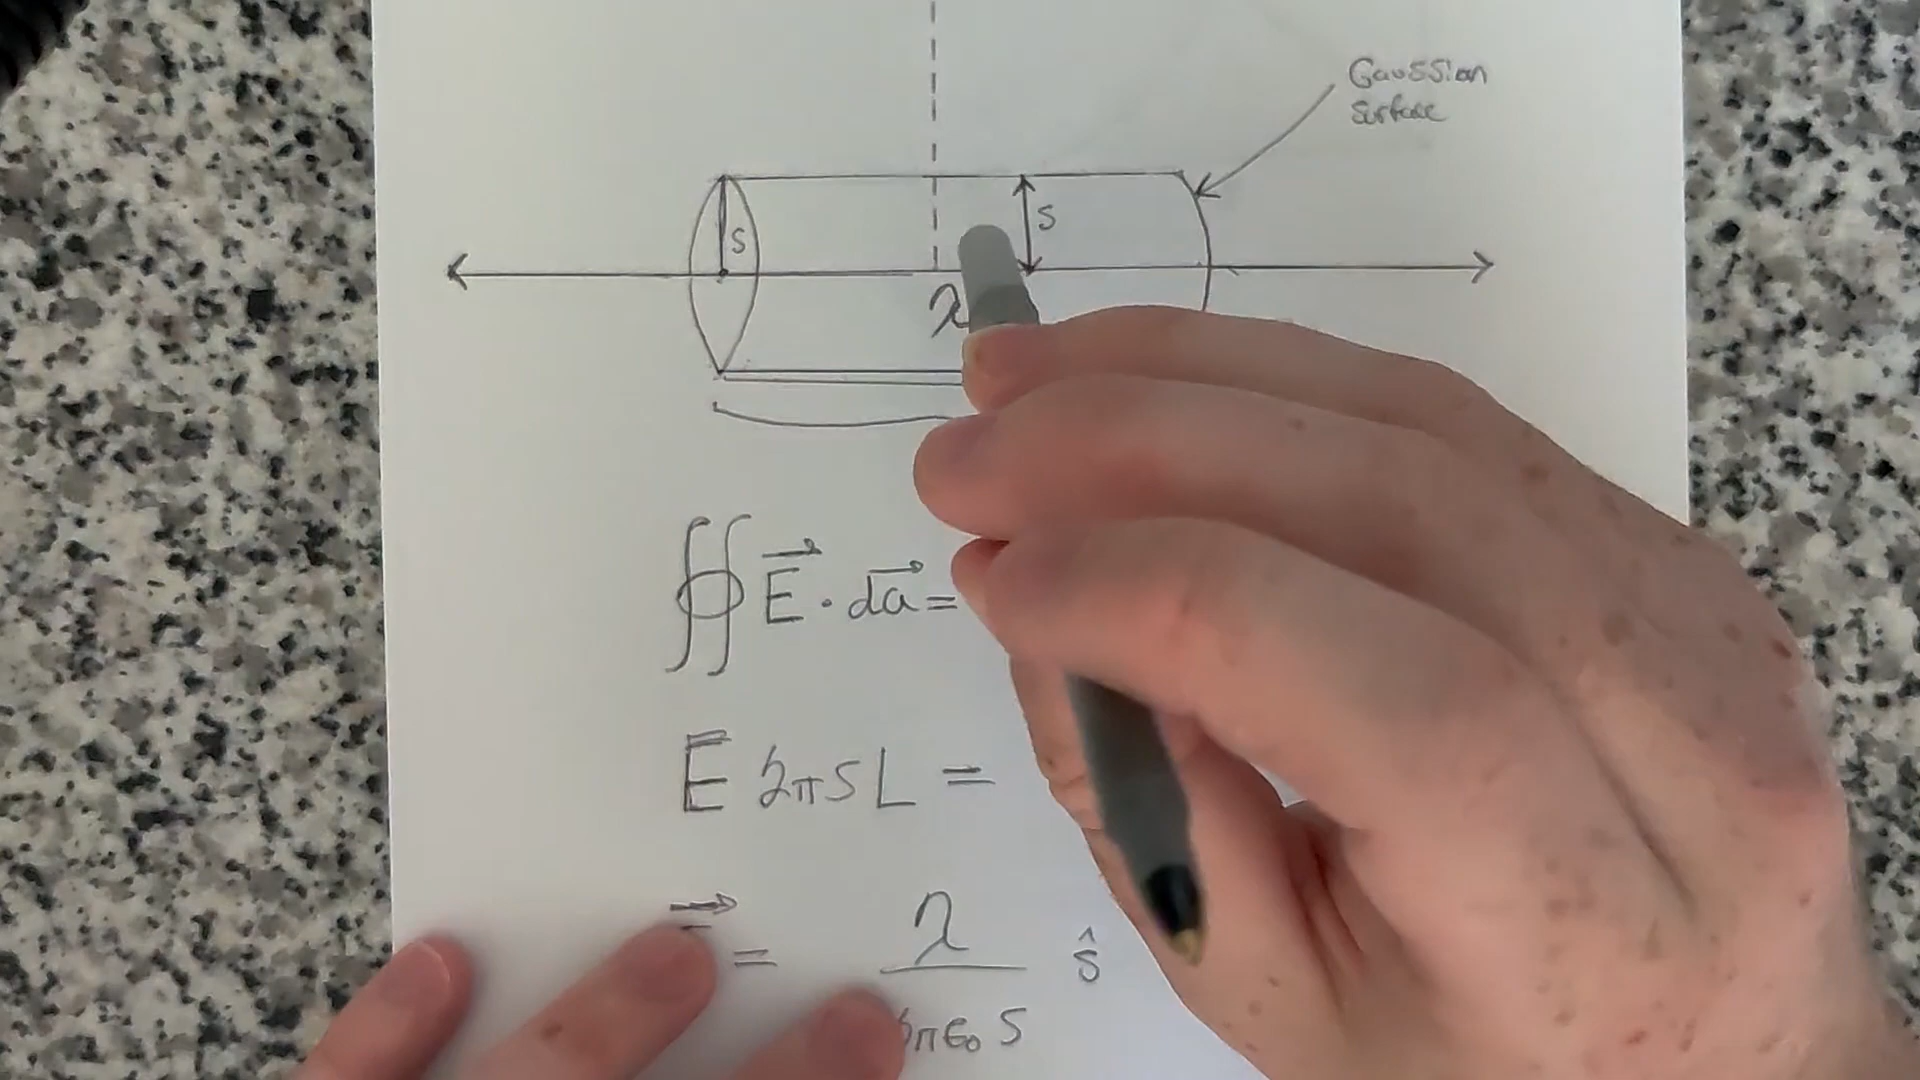 Gaussian
surface
S
S
λ
∯ E⃗ · da⃗ =
E 2πSL =
= λ / πϵ₀ S ŝ